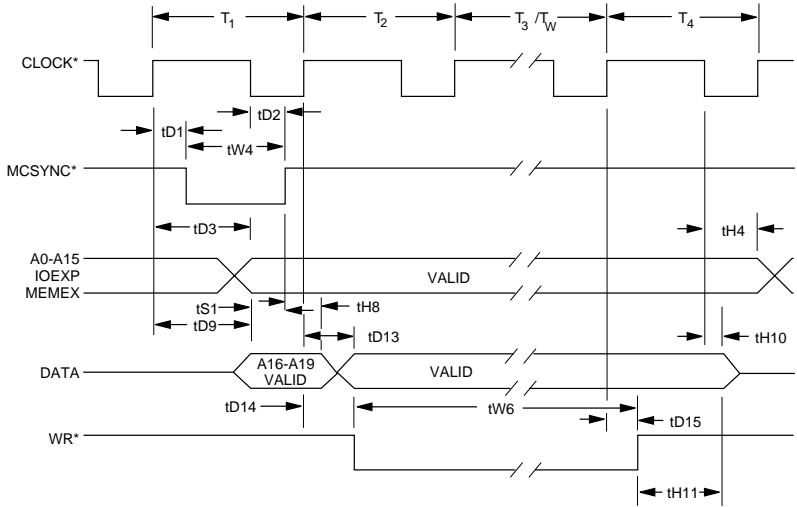 T1 T2 T3 /TW T4
CLOCK*
tD2
tD1
tW4
MCSYNC*
tD3
tH4
A0-A15
IOEXP
MEMEX
VALID
tS1
tH8
tD9
tD13
tH10
DATA
A16-A19
VALID
VALID
tD14
tW6
tD15
WR*
tH11